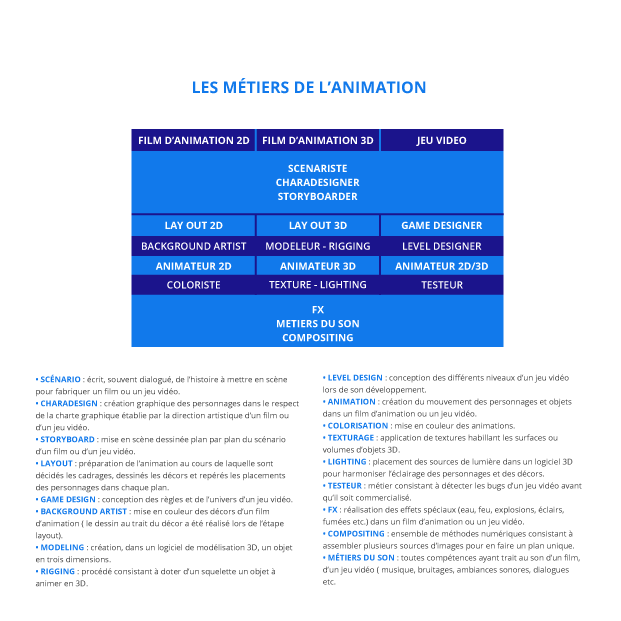 LES MÉTIERS DE L’ANIMATION
FILM D’ANIMATION 2D FILM D’ANIMATION 3D JEU VIDEO
SCENARISTE
CHARADESIGNER
STORYBOARDER
LAY OUT 2D LAY OUT 3D GAME DESIGNER
BACKGROUND ARTIST MODELEUR - RIGGING LEVEL DESIGNER
ANIMATEUR 2D ANIMATEUR 3D ANIMATEUR 2D/3D
COLORISTE TEXTURE - LIGHTING TESTEUR
FX
METIERS DU SON
COMPOSITING
• SCÉNARIO : écrit, souvent dialogué, de l’histoire à mettre en scène
pour fabriquer un film ou un jeu vidéo.
• CHARADESIGN : création graphique des personnages dans le respect
de la charte graphique établie par la direction artistique d’un film ou
d’un jeu vidéo.
• STORYBOARD : mise en scène dessinée plan par plan du scénario
d’un film ou d’un jeu vidéo.
• LAYOUT : préparation de l’animation au cours de laquelle sont
décidés les cadrages, dessinés les décors et repérés les placements
des personnages dans chaque plan.
• GAME DESIGN : conception des règles et de l’univers d’un jeu vidéo.
• BACKGROUND ARTIST : mise en couleur des décors d’un film
d’animation ( le dessin au trait du décor a été réalisé lors de l’étape
layout).
• MODELING : création, dans un logiciel de modélisation 3D, un objet
en trois dimensions.
• RIGGING : procédé consistant à doter d’un squelette un objet à
animer en 3D.
• LEVEL DESIGN : conception des différents niveaux d’un jeu vidéo
lors de son développement.
• ANIMATION : création du mouvement des personnages et objets
dans un film d’animation ou un jeu vidéo.
• COLORISATION : mise en couleur des animations.
• TEXTURAGE : application de textures habillant les surfaces ou
volumes d’objets 3D.
• LIGHTING : placement des sources de lumière dans un logiciel 3D
pour harmoniser l’éclairage des personnages et des décors.
• TESTEUR : métier consistant à détecter les bugs d’un jeu vidéo avant
qu’il soit commercialisé.
• FX : réalisation des effets spéciaux (eau, feu, explosions, éclairs,
fumées etc.) dans un film d’animation ou un jeu vidéo.
• COMPOSITING : ensemble de méthodes numériques consistant à
assembler plusieurs sources d’images pour en faire un plan unique.
• MÉTIERS DU SON : toutes compétences ayant trait au son d’un film,
d’un jeu vidéo ( musique, bruitages, ambiances sonores, dialogues
etc.